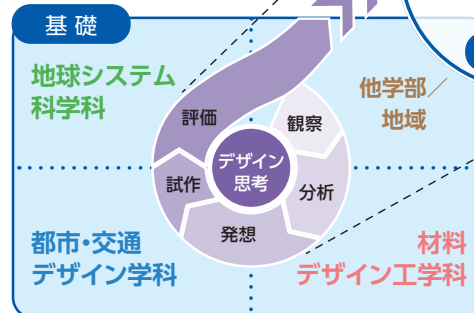 基礎
地球システム
科学科
他学部／
地域
評価
観察
デザイン
思考
試作
分析
発想
都市・交通
デザイン学科
材料
デザイン工学科